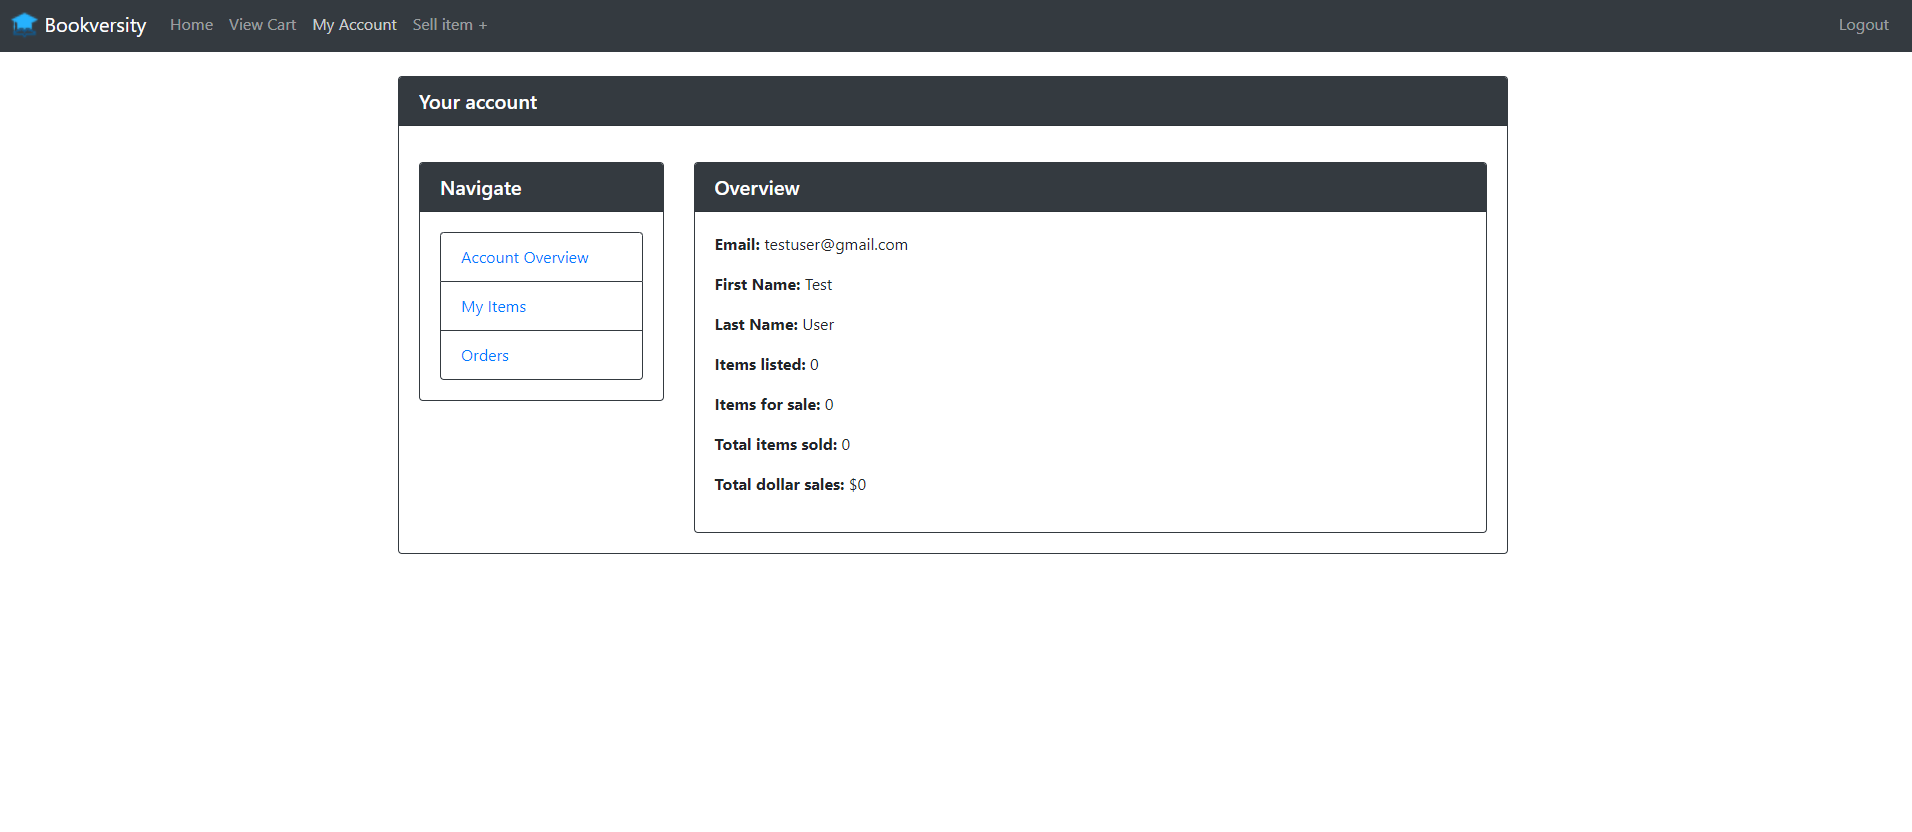 Bookversity Home View Cart My Account Sell item + Logout
Your account
Navigate
Account Overview
My Items
Orders
Overview
Email: testuser@gmail.com
First Name: Test
Last Name: User
Items listed: 0
Items for sale: 0
Total items sold: 0
Total dollar sales: $0